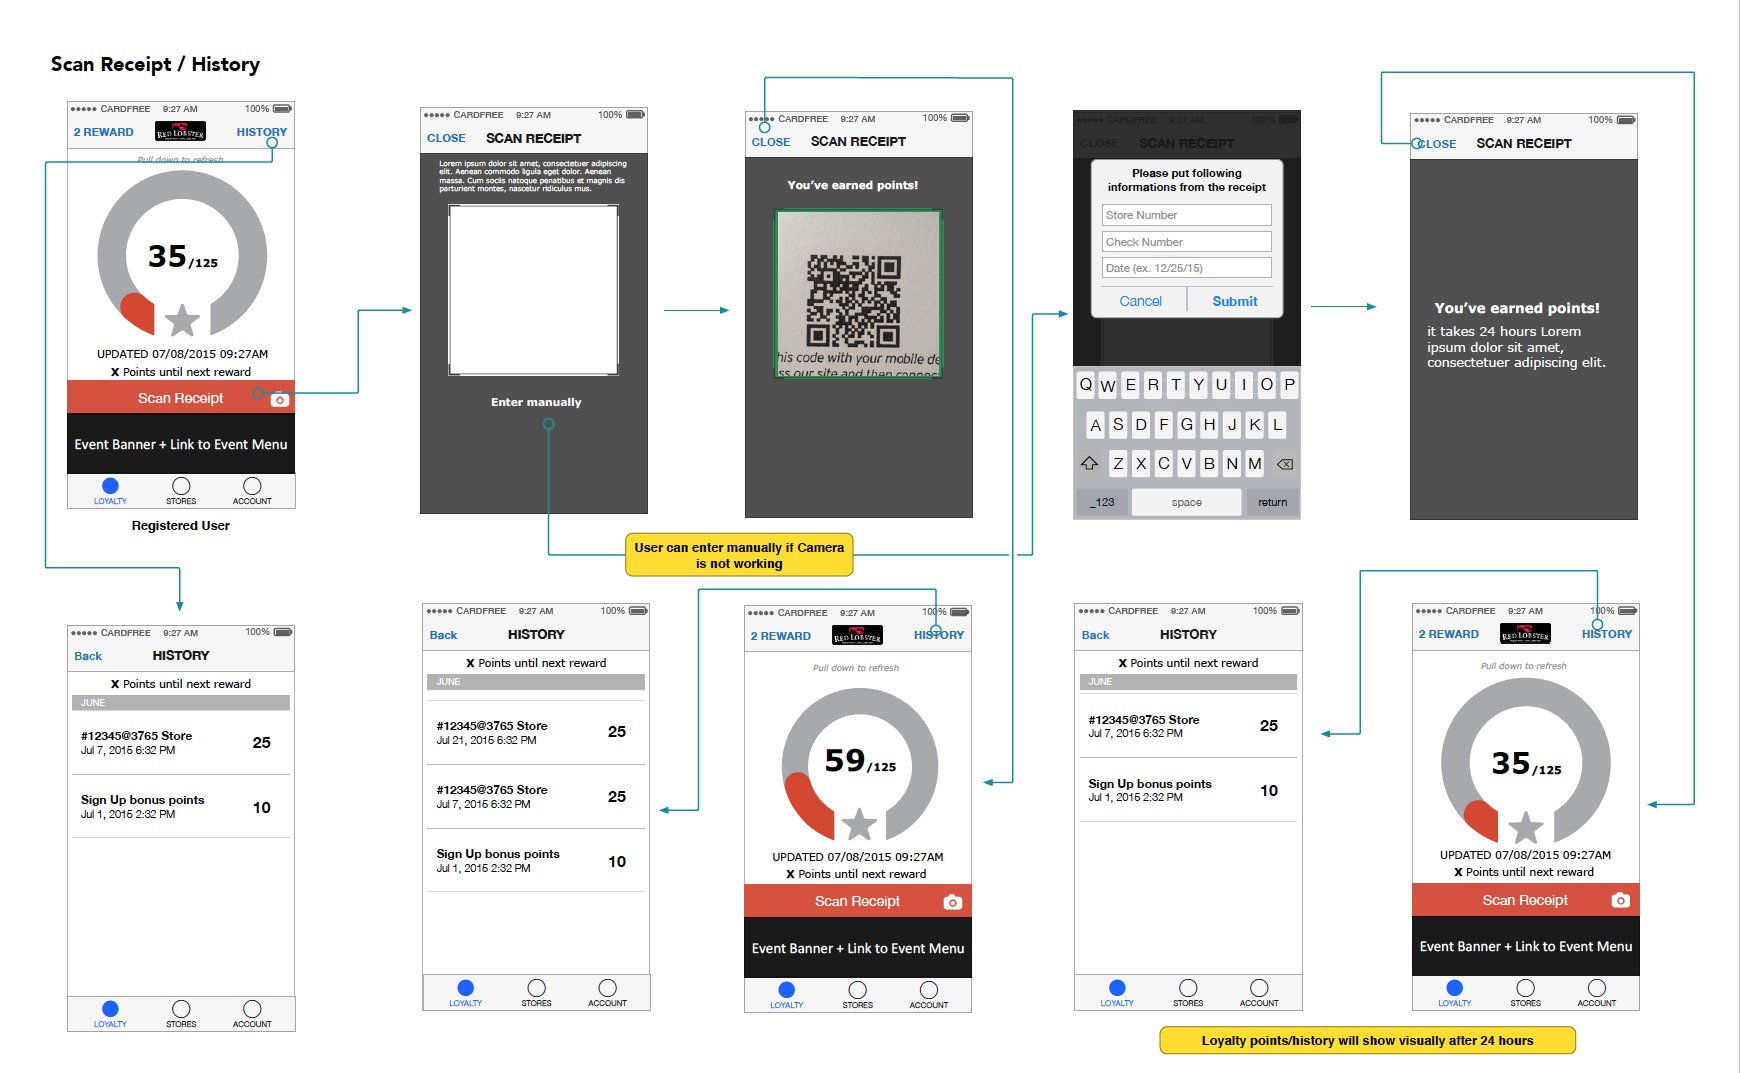 Scan Receipt / History
CARDFREE 9:27 AM 100%
2 REWARD RED LOBSTER HISTORY
Pull down to refresh
35/125
UPDATED 07/08/2015 09:27AM
X Points until next reward
Scan Receipt
Event Banner + Link to Event Menu
LOYALTY STORES ACCOUNT
Registered User
CARDFREE 9:27 AM 100%
CLOSE SCAN RECEIPT
Lorem ipsum dolor sit amet, consectetuer adipiscing
elit. Aenean commodo ligula eget dolor. Aenean
massa. Cum sociis natoque penatibus et magnis dis
parturient montes, nascetur ridiculus mus.
Enter manually
CARDFREE 9:27 AM 100%
CLOSE SCAN RECEIPT
You've earned points!
his code with your mobile de
ss our site and then connec
CARDFREE 9:27 AM 100%
CLOSE SCAN RECEIPT
Please put following
informations from the receipt
Store Number
Check Number
Date (ex. 12/25/15)
Cancel Submit
Q W E R T Y U I O P
A S D F G H J K L
Z X C V B N M
_123 space return
CARDFREE 9:27 AM 100%
CLOSE SCAN RECEIPT
You've earned points!
it takes 24 hours Lorem
ipsum dolor sit amet,
consectetuer adipiscing elit.
User can enter manually if Camera
is not working
CARDFREE 9:27 AM 100%
Back HISTORY
X Points until next reward
JUNE
#12345@3765 Store
Jul 7, 2015 6:32 PM 25
Sign Up bonus points
Jul 1, 2015 2:32 PM 10
LOYALTY STORES ACCOUNT
CARDFREE 9:27 AM 100%
Back HISTORY
X Points until next reward
JUNE
#12345@3765 Store
Jul 21, 2015 6:32 PM 25
#12345@3765 Store
Jul 7, 2015 6:32 PM 25
Sign Up bonus points
Jul 1, 2015 2:32 PM 10
LOYALTY STORES ACCOUNT
CARDFREE 9:27 AM 100%
2 REWARD RED LOBSTER HISTORY
Pull down to refresh
59/125
UPDATED 07/08/2015 09:27AM
X Points until next reward
Scan Receipt
Event Banner + Link to Event Menu
LOYALTY STORES ACCOUNT
CARDFREE 9:27 AM 100%
Back HISTORY
X Points until next reward
JUNE
#12345@3765 Store
Jul 7, 2015 6:32 PM 25
Sign Up bonus points
Jul 1, 2015 2:32 PM 10
LOYALTY STORES ACCOUNT
CARDFREE 9:27 AM 100%
2 REWARD RED LOBSTER HISTORY
Pull down to refresh
35/125
UPDATED 07/08/2015 09:27AM
X Points until next reward
Scan Receipt
Event Banner + Link to Event Menu
LOYALTY STORES ACCOUNT
Loyalty points/history will show visually after 24 hours